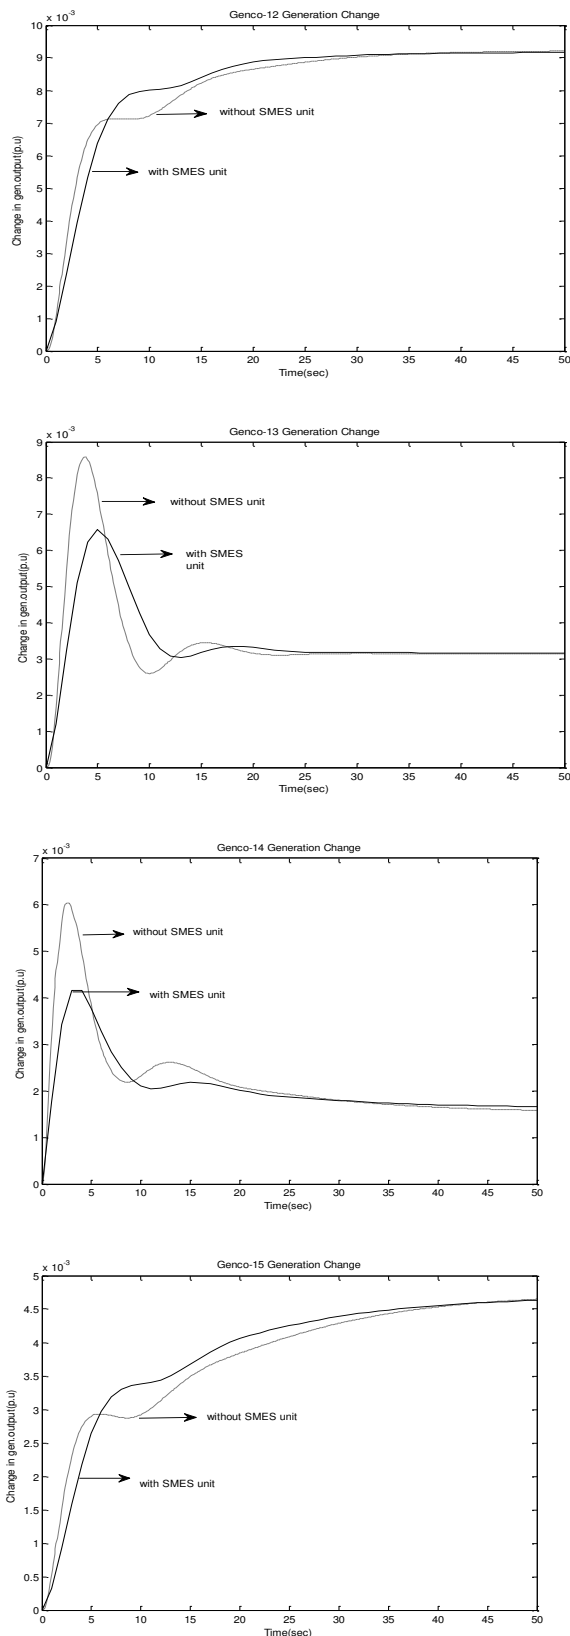 x 10-3
Genco-12 Generation Change
10
9
8
7
6
5
4
3
2
1
0
without SMES unit
with SMES unit
Change in gen.output(p.u)
0 5 10 15 20 25 30 35 40 45 50
Time(sec)
x 10-3
Genco-13 Generation Change
9
8
7
6
5
4
3
2
1
0
without SMES unit
with SMES
unit
Change in gen.output(p.u)
0 5 10 15 20 25 30 35 40 45 50
Time(sec)
x 10-3
Genco-14 Generation Change
7
6
5
4
3
2
1
0
without SMES unit
with SMES unit
Change in gen.output(p.u)
0 5 10 15 20 25 30 35 40 45 50
Time(sec)
x 10-3
Genco-15 Generation Change
5
4.5
4
3.5
3
2.5
2
1.5
1
0.5
0
without SMES unit
with SMES unit
Change in gen.output(p.u)
0 5 10 15 20 25 30 35 40 45 50
Time(sec)